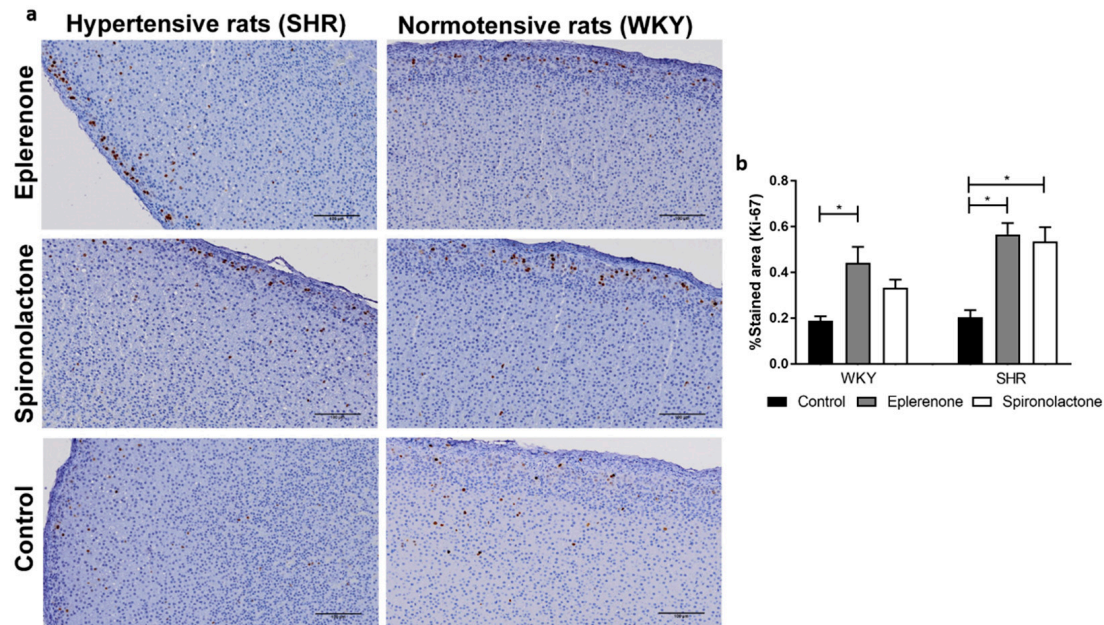 a
Hypertensive rats (SHR)
Normotensive rats (WKY)
Eplerenone
Spironolactone
Control
b
%Stained area (Ki-67)
0.8
0.6
0.4
0.2
0.0
*
*
*
WKY
SHR
Control
Eplerenone
Spironolactone